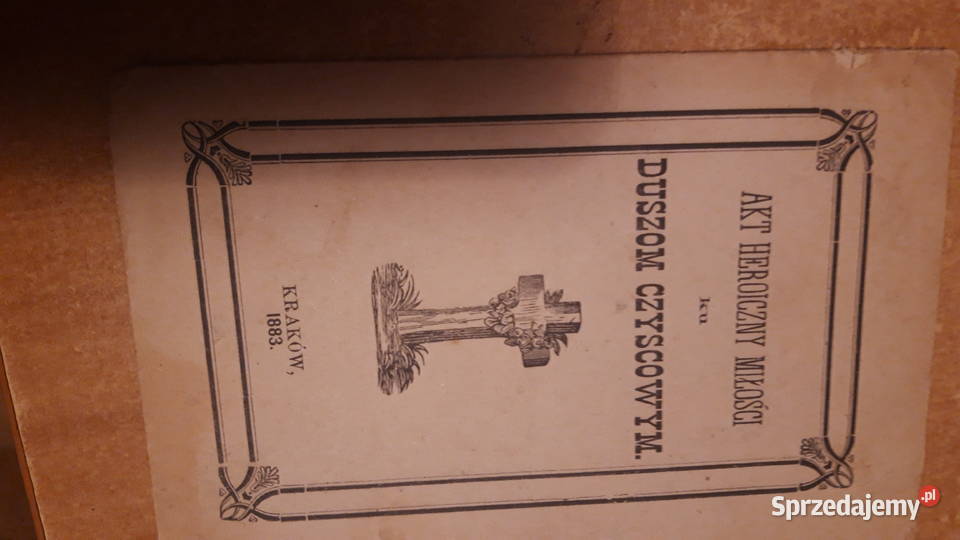 AKT HEROICZNY MIŁOŚCI
ku
DUSZOM CZYSCOWYM.
KRAKÓW,
1883.
Sprzedajemy.pl